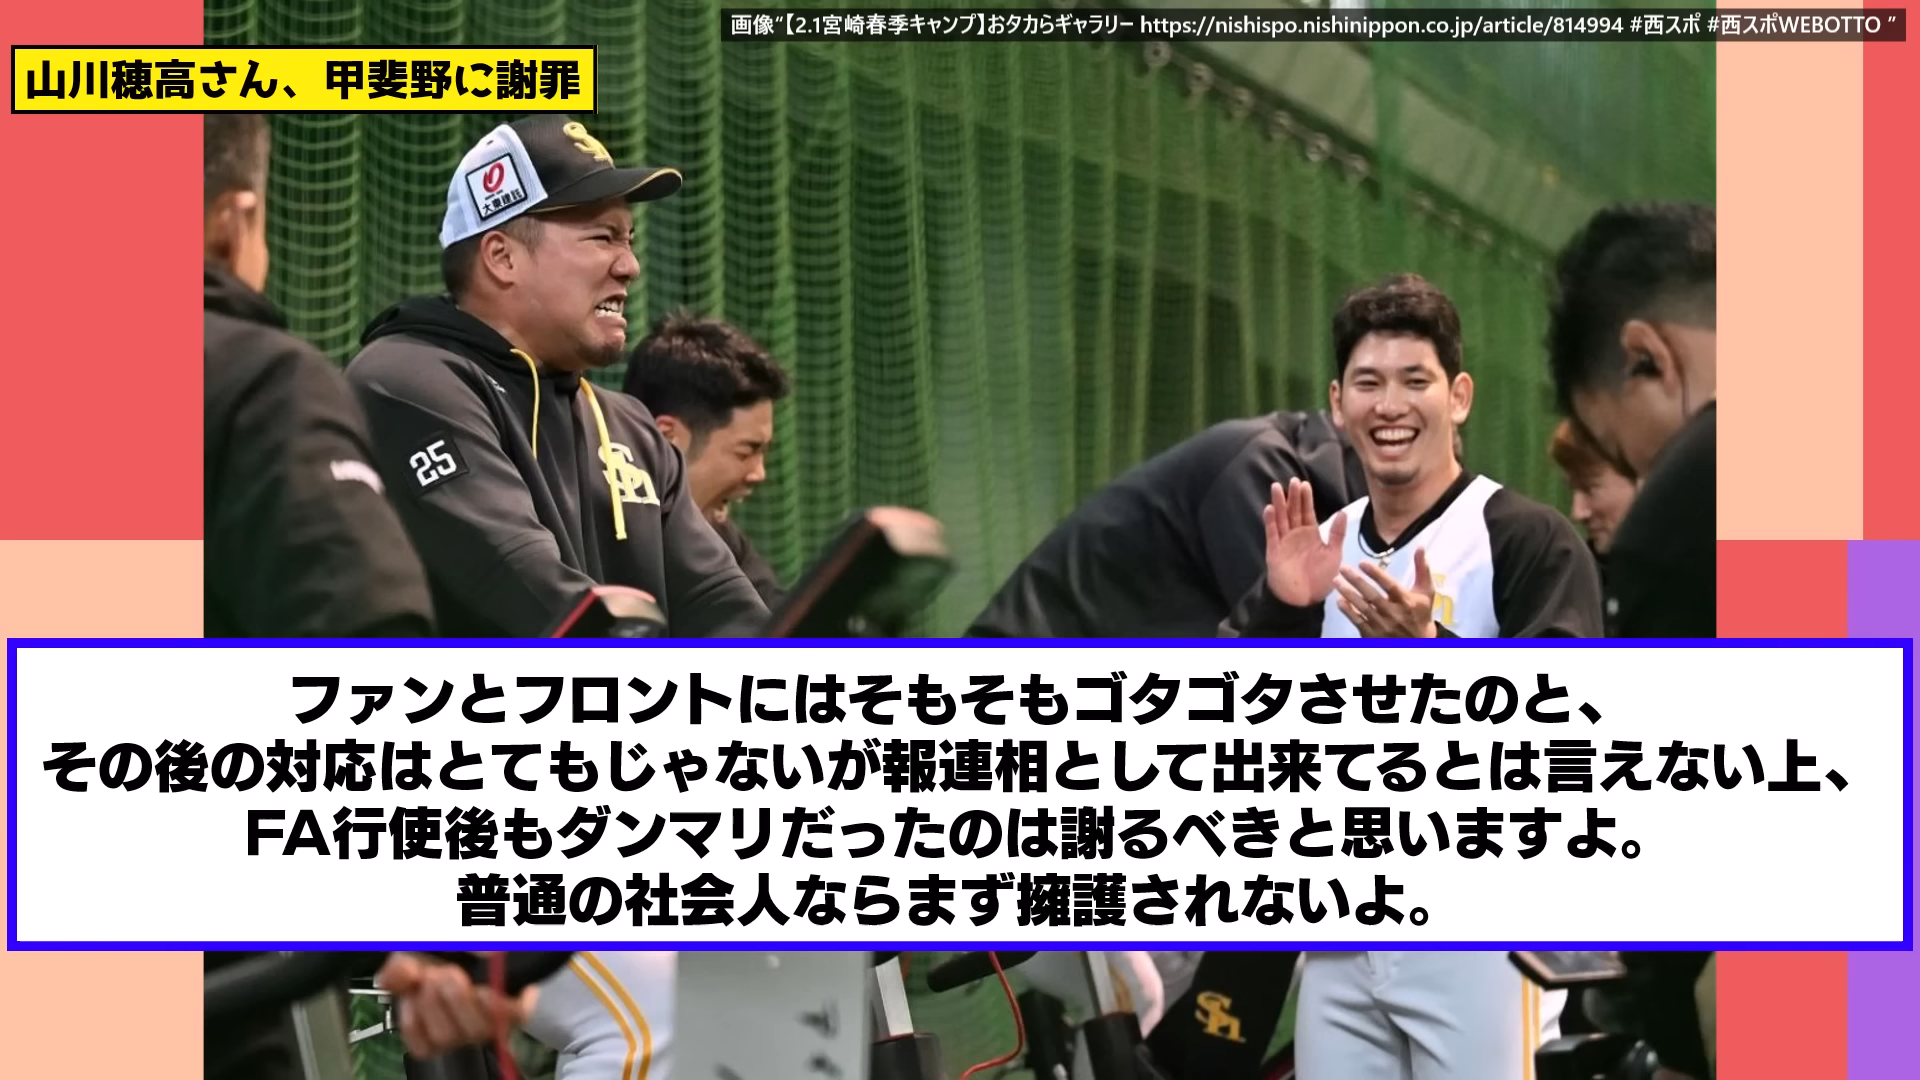 画像“【2.1宮崎春季キャンプ】おタカらギャラリー https://nishispo.nishinippon.co.jp/article/814994 #西スポ #西スポWEBOTTO ”
山川穂高さん、甲斐野に謝罪
大東建託
25
ファンとフロントにはそもそもゴタゴタさせたのと、
その後の対応はとてもじゃないが報連相として出来てるとは言えない上、
FA行使後もダンマリだったのは謝るべきと思いますよ。
普通の社会人ならまず擁護されないよ。